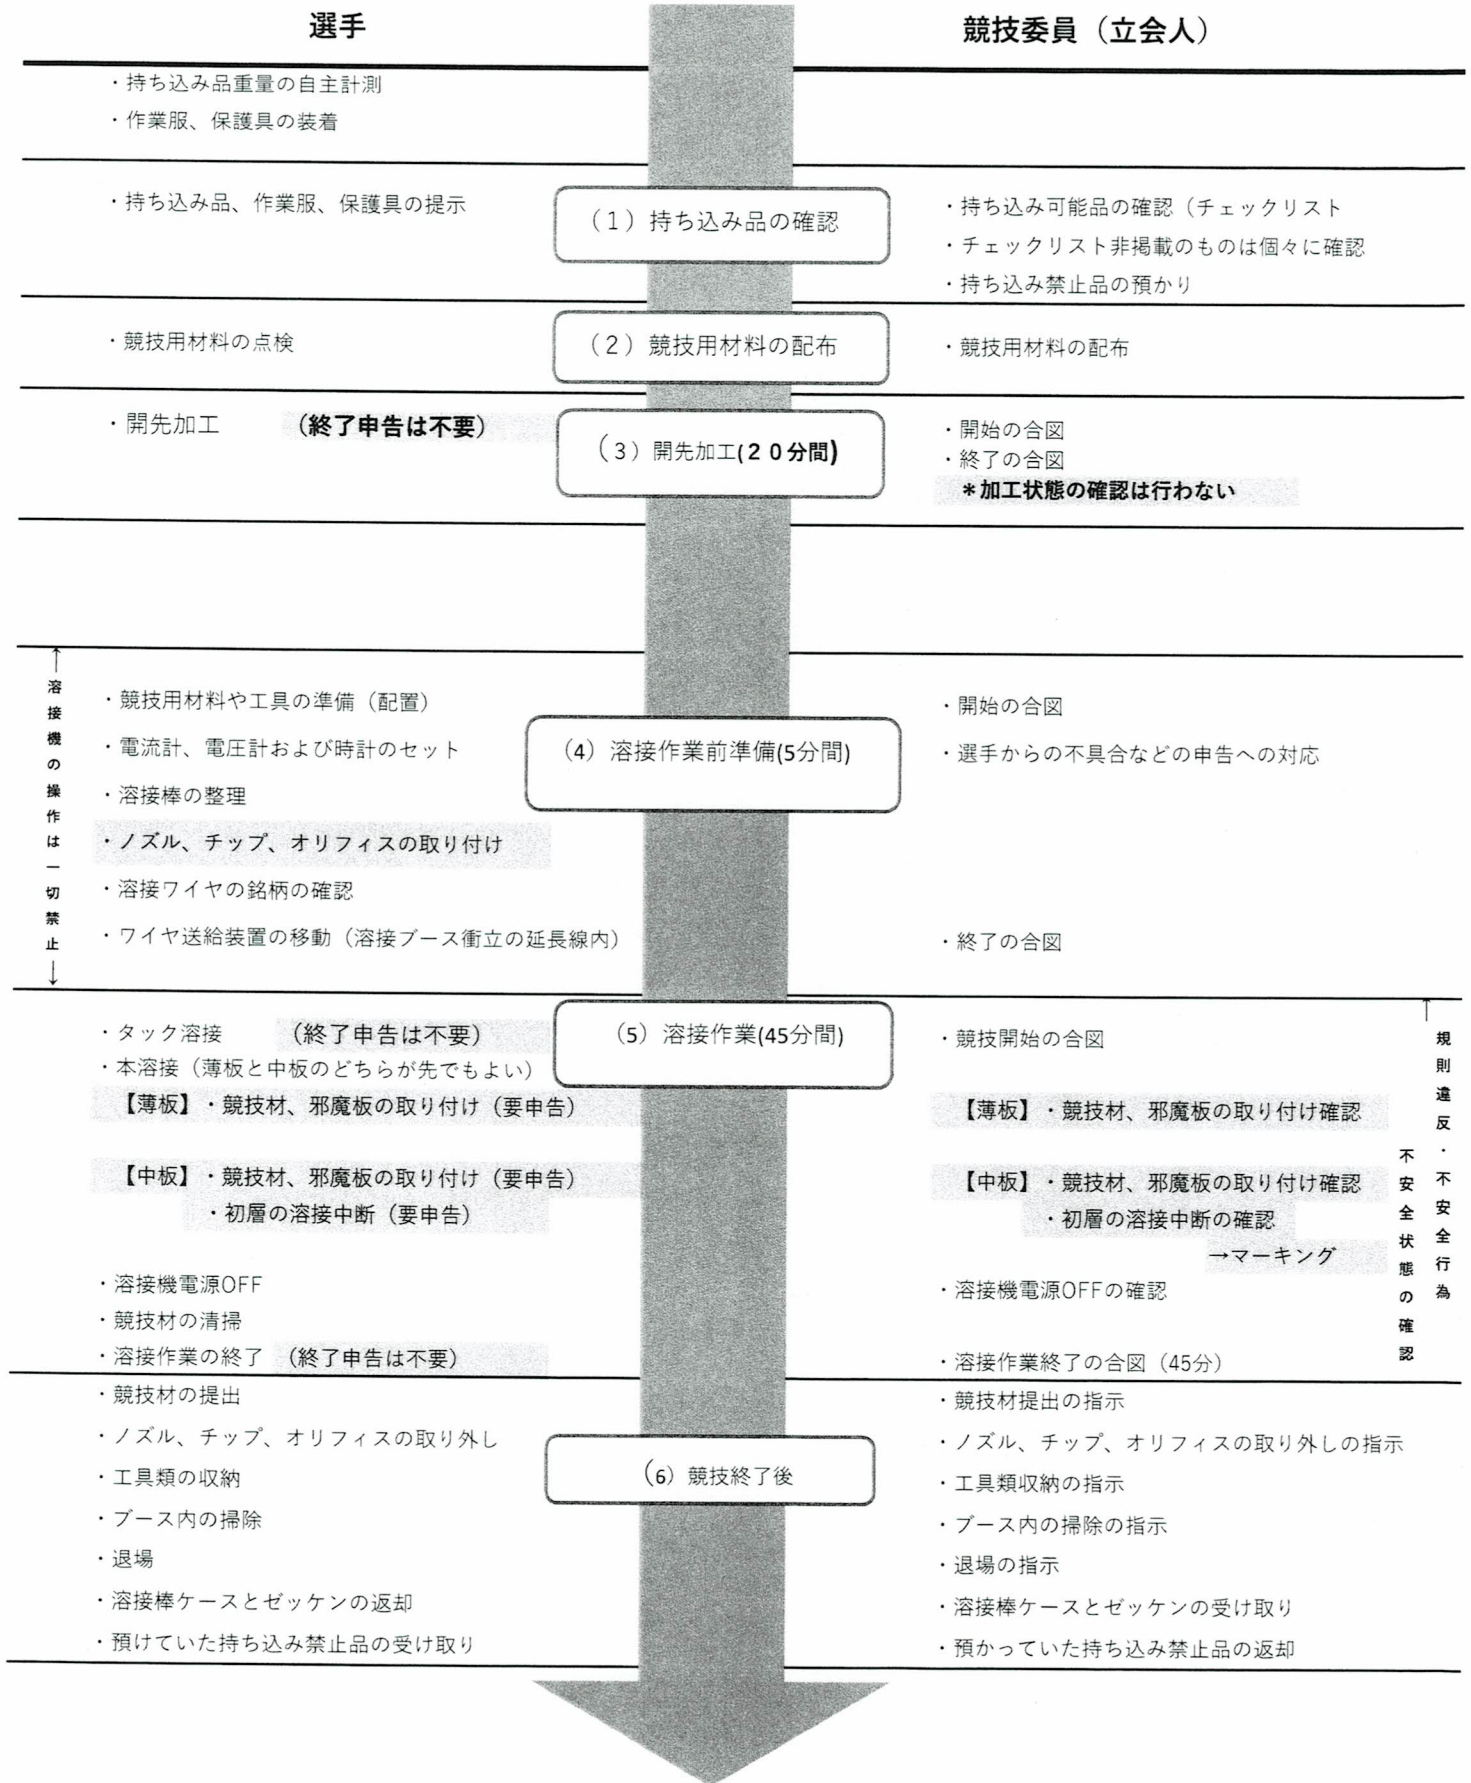 選手
競技委員（立会人）
・持ち込み品重量の自主計測
・作業服、保護具の装着
・持ち込み品、作業服、保護具の提示
（1）持ち込み品の確認
・持ち込み可能品の確認（チェックリスト
・チェックリスト非掲載のものは個々に確認
・持ち込み禁止品の預かり
・競技用材料の点検
（2）競技用材料の配布
・競技用材料の配布
・開先加工　（終了申告は不要）
（3）開先加工(２０分間)
・開始の合図
・終了の合図
＊加工状態の確認は行わない
↑溶接機の操作は一切禁止↓
・競技用材料や工具の準備（配置）
・電流計、電圧計および時計のセット
・溶接棒の整理
・ノズル、チップ、オリフィスの取り付け
・溶接ワイヤの銘柄の確認
・ワイヤ送給装置の移動（溶接ブース衝立の延長線内）
（4）溶接作業前準備(5分間)
・開始の合図
・選手からの不具合などの申告への対応
・終了の合図
・タック溶接　（終了申告は不要）
・本溶接（薄板と中板のどちらが先でもよい）
【薄板】・競技材、邪魔板の取り付け（要申告）
【中板】・競技材、邪魔板の取り付け（要申告）
・初層の溶接中断（要申告）
・溶接機電源OFF
・競技材の清掃
・溶接作業の終了　（終了申告は不要）
（5）溶接作業(45分間)
・競技開始の合図
【薄板】・競技材、邪魔板の取り付け確認
【中板】・競技材、邪魔板の取り付け確認
・初層の溶接中断の確認
→マーキング
・溶接機電源OFFの確認
・溶接作業終了の合図（45分）
↑規則違反・不安全行為
不安全状態の確認
・競技材の提出
・ノズル、チップ、オリフィスの取り外し
・工具類の収納
・ブース内の掃除
・退場
・溶接棒ケースとゼッケンの返却
・預けていた持ち込み禁止品の受け取り
（6）競技終了後
・競技材提出の指示
・ノズル、チップ、オリフィスの取り外しの指示
・工具類収納の指示
・ブース内の掃除の指示
・退場の指示
・溶接棒ケースとゼッケンの受け取り
・預かっていた持ち込み禁止品の返却